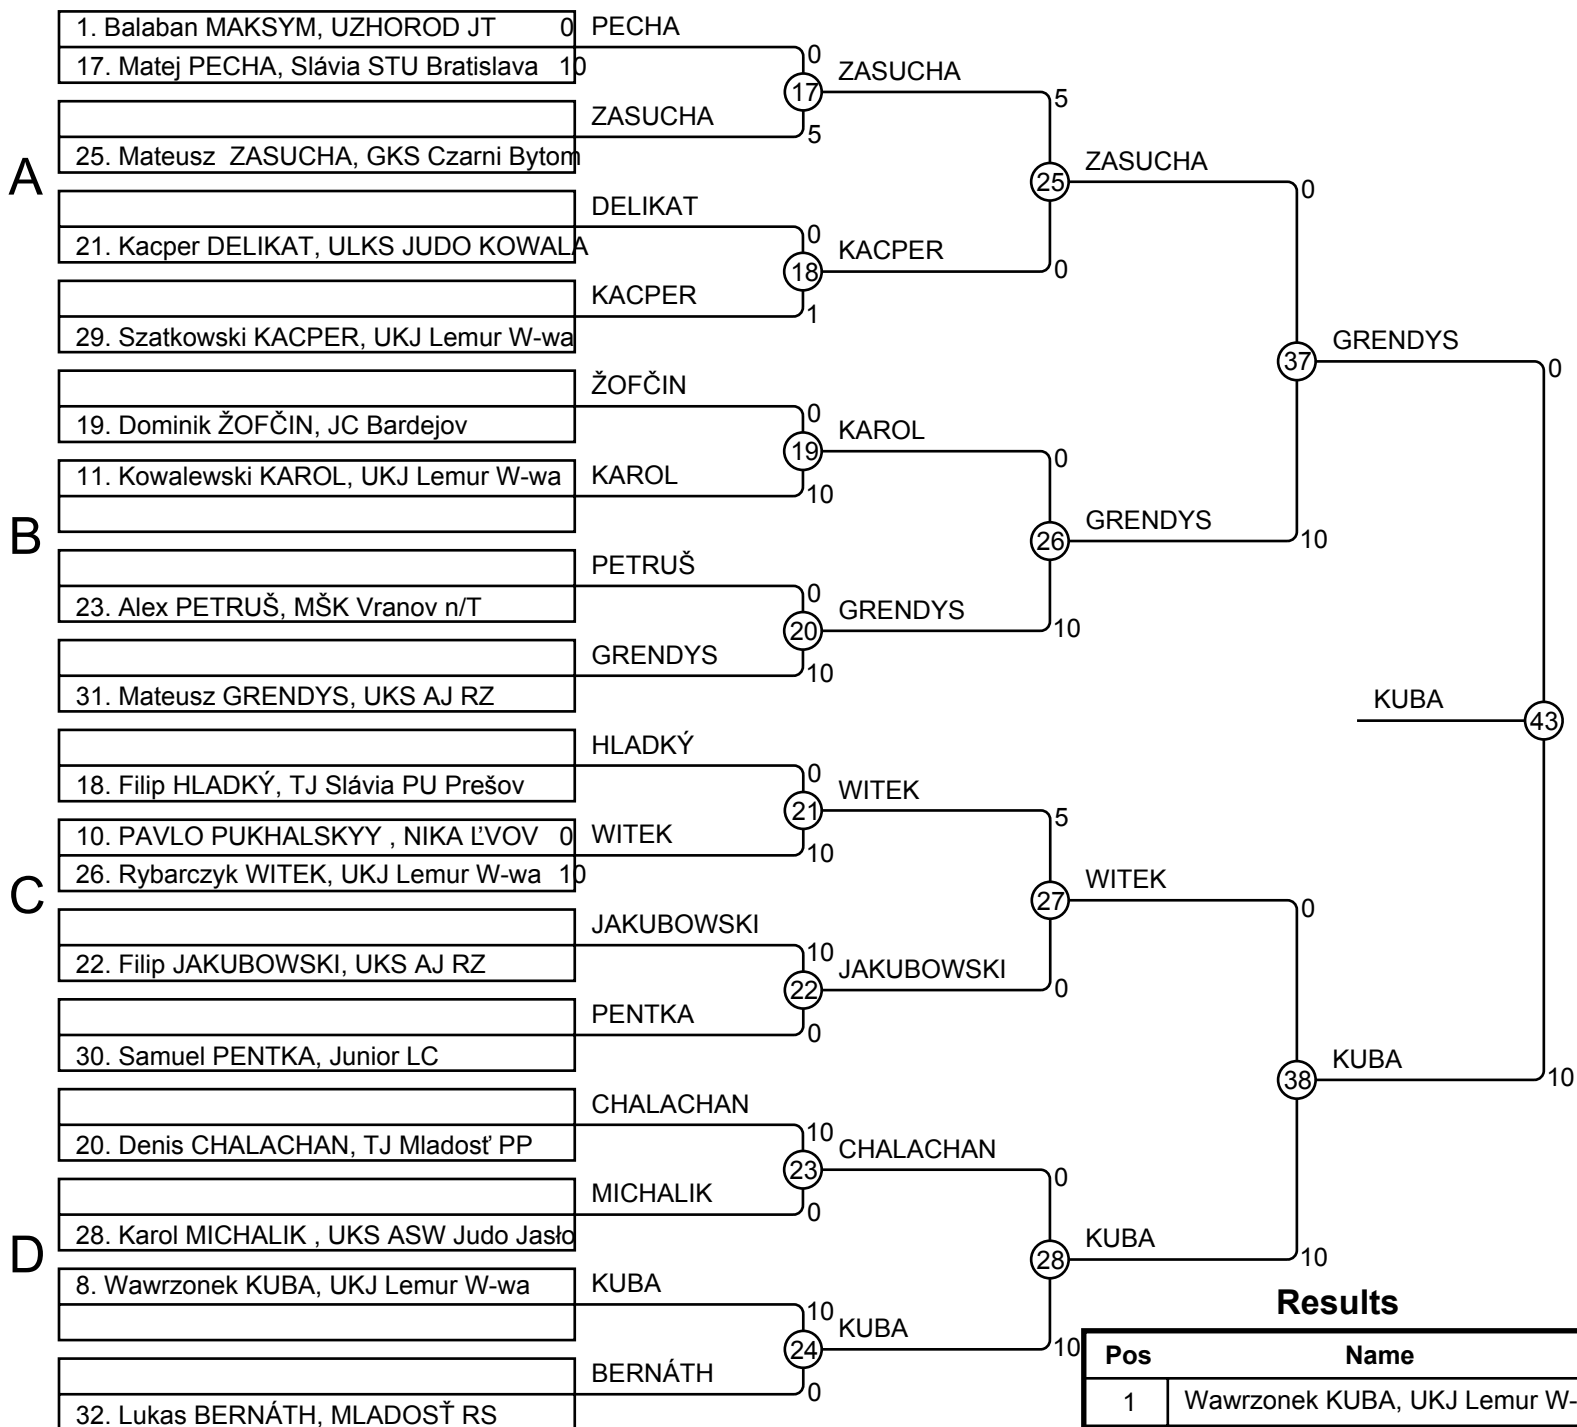 A
1. Balaban MAKSYM, UZHOROD JT 0
17. Matej PECHA, Slávia STU Bratislava 10
25. Mateusz ZASUCHA, GKS Czarni Bytom
21. Kacper DELIKAT, ULKS JUDO KOWALA
29. Szatkowski KACPER, UKJ Lemur W-wa
B
19. Dominik ŽOFČIN, JC Bardejov
11. Kowalewski KAROL, UKJ Lemur W-wa
23. Alex PETRUŠ, MŠK Vranov n/T
31. Mateusz GRENDYS, UKS AJ RZ
C
18. Filip HLADKÝ, TJ Slávia PU Prešov
10. PAVLO PUKHALSKYY , NIKA ĽVOV 0
26. Rybarczyk WITEK, UKJ Lemur W-wa 10
22. Filip JAKUBOWSKI, UKS AJ RZ
30. Samuel PENTKA, Junior LC
D
20. Denis CHALACHAN, TJ Mladosť PP
28. Karol MICHALIK , UKS ASW Judo Jasło
8. Wawrzonek KUBA, UKJ Lemur W-wa
32. Lukas BERNÁTH, MLADOSŤ RS
PECHA
0
17
ZASUCHA
5
DELIKAT
0
18
KACPER
1
ŽOFČIN
0
19
KAROL
10
PETRUŠ
0
20
GRENDYS
10
HLADKÝ
0
21
WITEK
10
JAKUBOWSKI
10
22
PENTKA
0
CHALACHAN
10
23
MICHALIK
0
KUBA
10
24
BERNÁTH
0
ZASUCHA
5
25
KACPER
0
KAROL
0
26
GRENDYS
10
WITEK
5
27
JAKUBOWSKI
0
CHALACHAN
0
28
KUBA
10
ZASUCHA
0
37
GRENDYS
10
WITEK
0
38
KUBA
10
GRENDYS
0
KUBA
43
KUBA
10
Results
Pos Name
1 Wawrzonek KUBA, UKJ Lemur W-